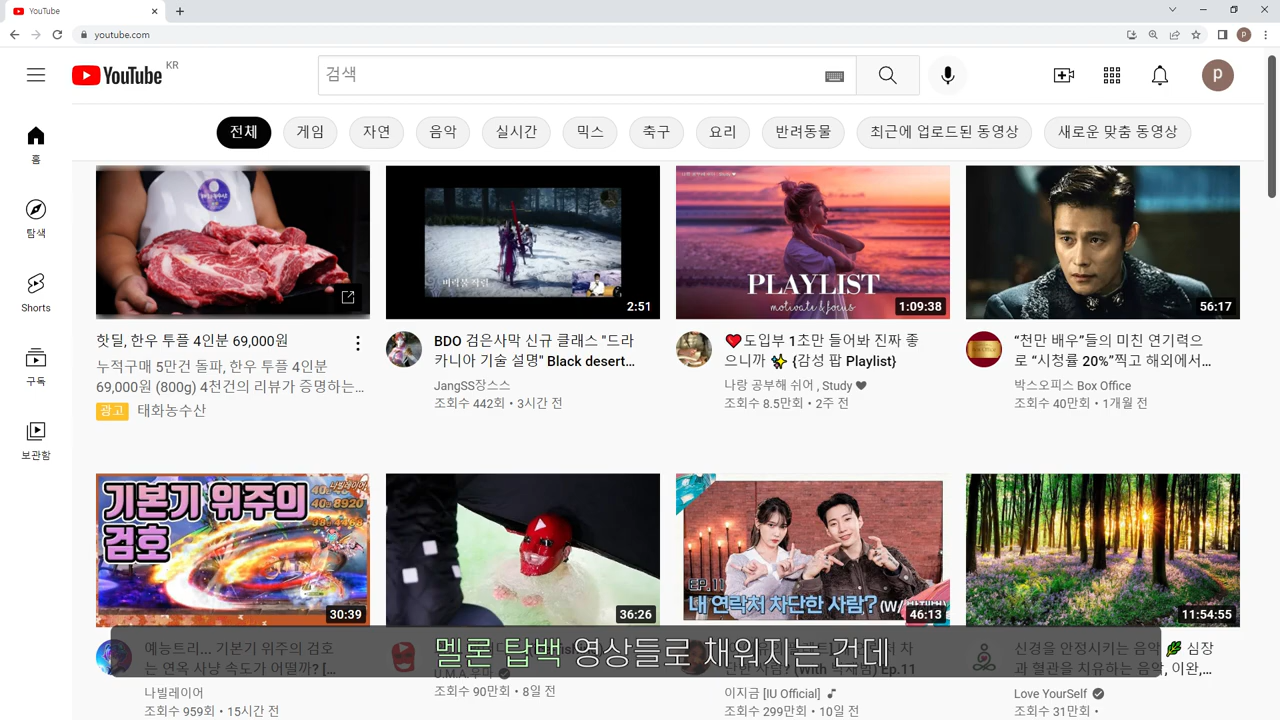 YouTube
youtube.com
P
YouTube KR
검색
P
전체
게임
자연
음악
실시간
믹스
축구
요리
반려동물
최근에 업로드된 동영상
새로운 맞춤 동영상
홈
탐색
Shorts
구독
보관함
핫딜, 한우 투플 4인분 69,000원
누적구매 5만건 돌파, 한우 투플 4인분
69,000원 (800g) 4천건의 리뷰가 증명하는...
광고 태화농수산
2:51
BDO 검은사막 신규 클래스 "드라
카니아 기술 설명" Black desert...
JangSS장스스
조회수 442회 • 3시간 전
PLAYLIST
motivate & focus
1:09:38
❤️도입부 1초만 들어봐 진짜 좋
으니까 ✨ {감성 팝 Playlist}
나랑 공부해 쉬어 , Study ♥
조회수 8.5만회 • 2주 전
56:17
“천만 배우”들의 미친 연기력으
로 “시청률 20%”찍고 해외에서...
박스오피스 Box Office
조회수 40만회 • 1개월 전
기본기 위주의
검호
나빌레이어
30:39
예능트리... 기본기 위주의 검호
는 연옥 사냥 속도가 어떨까? [...
나빌레이어
조회수 959회 • 15시간 전
36:26
U.M.A.우마
조회수 90만회 • 8일 전
EP.11
내 연락처 차단한 사람?
46:13
Ep.11
이지금 [IU Official]
조회수 299만회 • 10일 전
11:54:55
신경을 안정시키는 음악🌿 심장
과 혈관을 치유하는 음악, 이완,...
Love YourSelf
조회수 31만회 •
멜론 탑백 영상들로 채워지는 건데